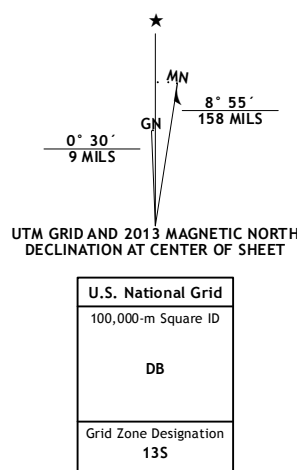 ★
MN
GN
8° 55´
158 MILS
0° 30´
9 MILS
UTM GRID AND 2013 MAGNETIC NORTH
DECLINATION AT CENTER OF SHEET
U.S. National Grid
100,000-m Square ID
DB
Grid Zone Designation
13S